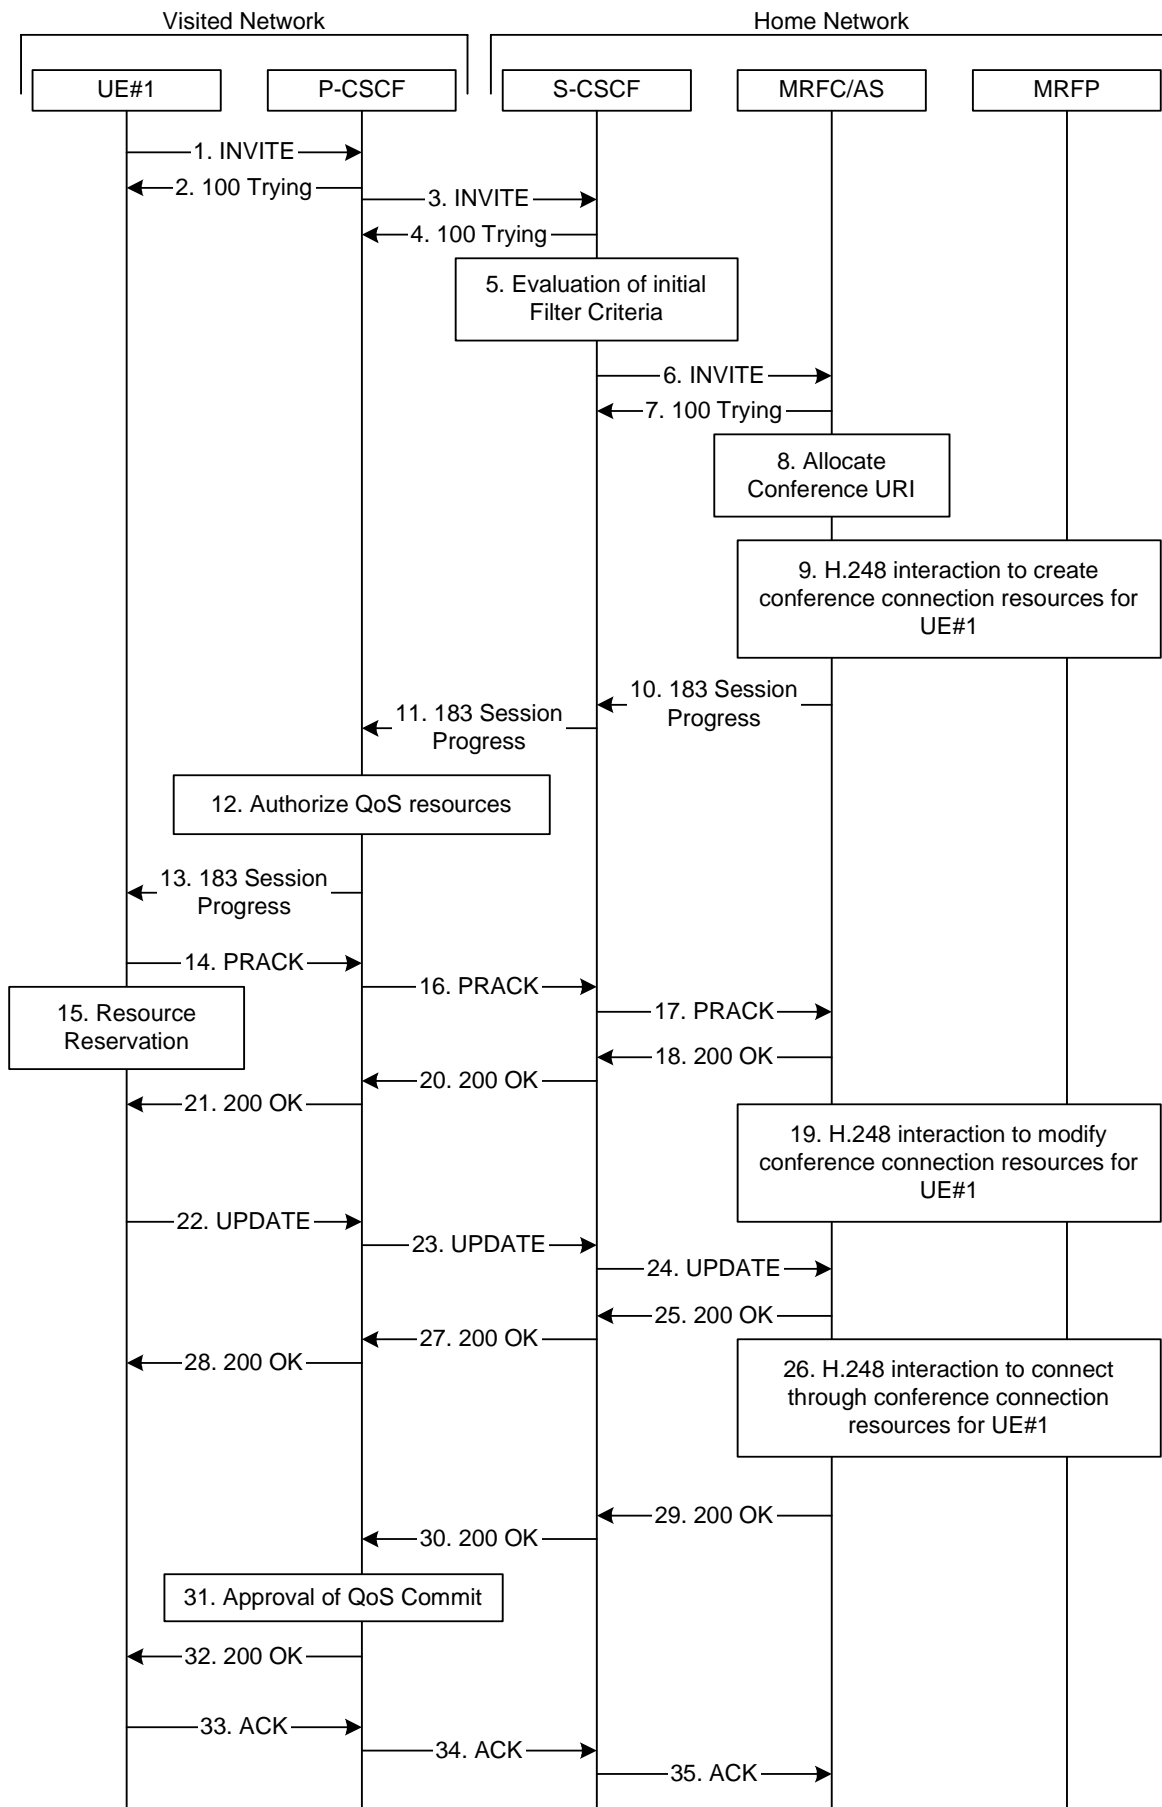 Visited Network
Home Network
UE#1
P-CSCF
S-CSCF
MRFC/AS
MRFP
1. INVITE
2. 100 Trying
3. INVITE
4. 100 Trying
5. Evaluation of initial
Filter Criteria
6. INVITE
7. 100 Trying
8. Allocate
Conference URI
9. H.248 interaction to create
conference connection resources for
UE#1
10. 183 Session
Progress
11. 183 Session
Progress
12. Authorize QoS resources
13. 183 Session
Progress
14. PRACK
15. Resource
Reservation
16. PRACK
17. PRACK
18. 200 OK
20. 200 OK
21. 200 OK
19. H.248 interaction to modify
conference connection resources for
UE#1
22. UPDATE
23. UPDATE
24. UPDATE
25. 200 OK
27. 200 OK
28. 200 OK
26. H.248 interaction to connect
through conference connection
resources for UE#1
29. 200 OK
30. 200 OK
31. Approval of QoS Commit
32. 200 OK
33. ACK
34. ACK
35. ACK